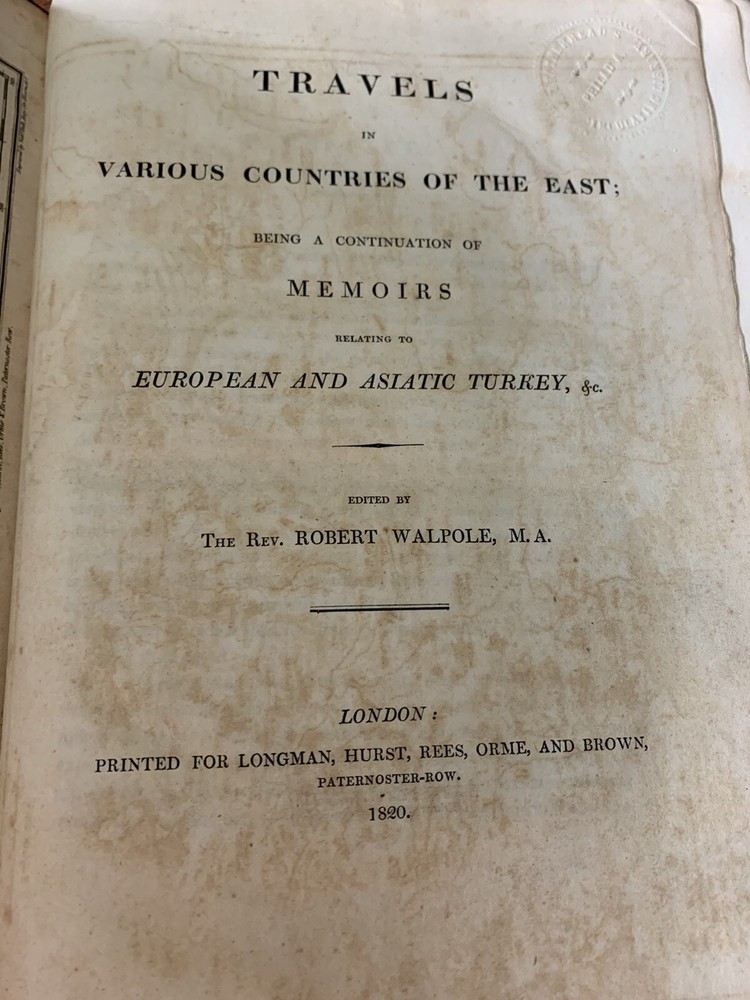 TRAVELS
IN
VARIOUS COUNTRIES OF THE EAST;
BEING A CONTINUATION OF
MEMOIRS
RELATING TO
EUROPEAN AND ASIATIC TURKEY, &c.
EDITED BY
THE REV. ROBERT WALPOLE, M.A.
LONDON:
PRINTED FOR LONGMAN, HURST, REES, ORME, AND BROWN,
PATERNOSTER-ROW.
1820.